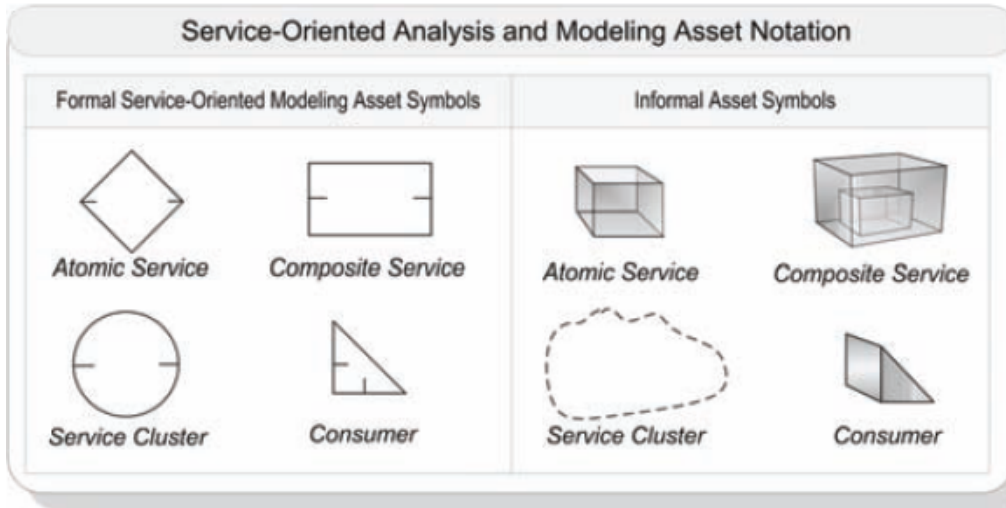 Service-Oriented Analysis and Modeling Asset Notation
Formal Service-Oriented Modeling Asset Symbols
Informal Asset Symbols
Atomic Service
Composite Service
Atomic Service
Composite Service
Service Cluster
Consumer
Service Cluster
Consumer